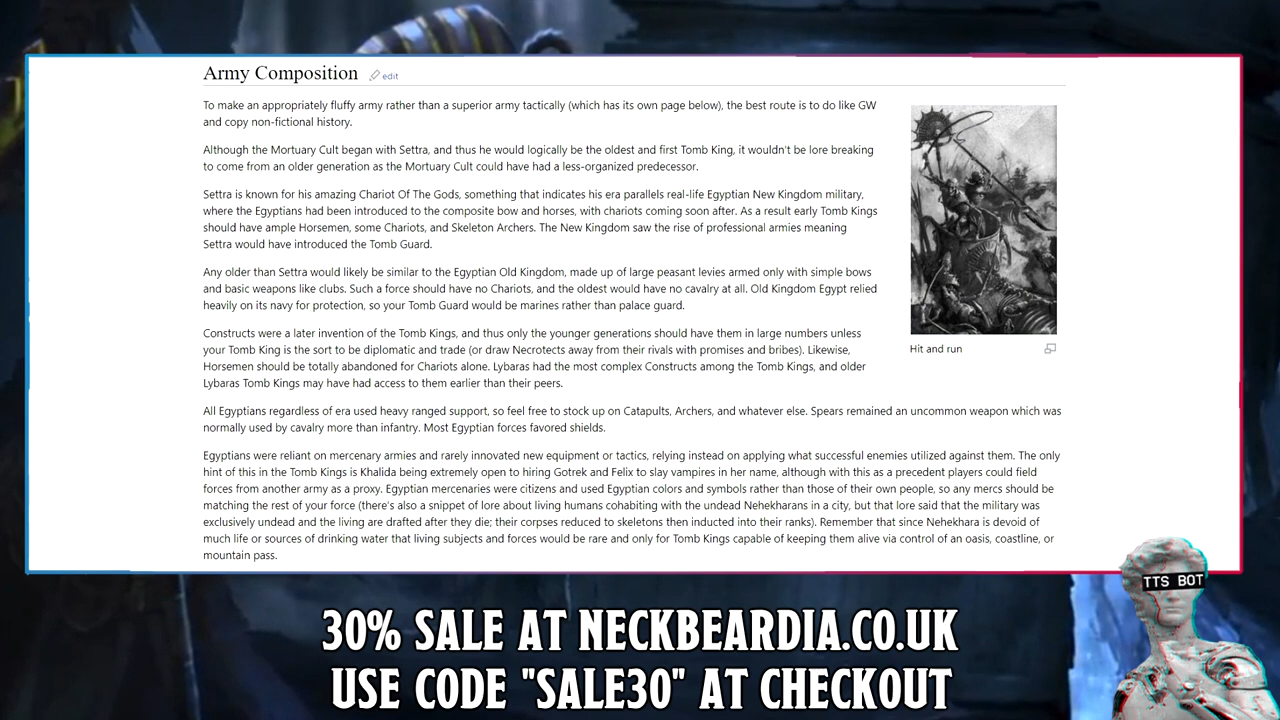 Army Composition edit
To make an appropriately fluffy army rather than a superior army tactically (which has its own page below), the best route is to do like GW
and copy non-fictional history.
Although the Mortuary Cult began with Settra, and thus he would logically be the oldest and first Tomb King, it wouldn't be lore breaking
to come from an older generation as the Mortuary Cult could have had a less-organized predecessor.
Settra is known for his amazing Chariot Of The Gods, something that indicates his era parallels real-life Egyptian New Kingdom military,
where the Egyptians had been introduced to the composite bow and horses, with chariots coming soon after. As a result early Tomb Kings
should have ample Horsemen, some Chariots, and Skeleton Archers. The New Kingdom saw the rise of professional armies meaning
Settra would have introduced the Tomb Guard.
Any older than Settra would likely be similar to the Egyptian Old Kingdom, made up of large peasant levies armed only with simple bows
and basic weapons like clubs. Such a force should have no Chariots, and the oldest would have no cavalry at all. Old Kingdom Egypt relied
heavily on its navy for protection, so your Tomb Guard would be marines rather than palace guard.
Constructs were a later invention of the Tomb Kings, and thus only the younger generations should have them in large numbers unless
your Tomb King is the sort to be diplomatic and trade (or draw Necrotects away from their rivals with promises and bribes). Likewise,
Horsemen should be totally abandoned for Chariots alone. Lybaras had the most complex Constructs among the Tomb Kings, and older
Lybaras Tomb Kings may have had access to them earlier than their peers.
Hit and run
All Egyptians regardless of era used heavy ranged support, so feel free to stock up on Catapults, Archers, and whatever else. Spears remained an uncommon weapon which was
normally used by cavalry more than infantry. Most Egyptian forces favored shields.
Egyptians were reliant on mercenary armies and rarely innovated new equipment or tactics, relying instead on applying what successful enemies utilized against them. The only
hint of this in the Tomb Kings is Khalida being extremely open to hiring Gotrek and Felix to slay vampires in her name, although with this as a precedent players could field
forces from another army as a proxy. Egyptian mercenaries were citizens and used Egyptian colors and symbols rather than those of their own people, so any mercs should be
matching the rest of your force (there's also a snippet of lore about living humans cohabiting with the undead Nehekharans in a city, but that lore said that the military was
exclusively undead and the living are drafted after they die; their corpses reduced to skeletons then inducted into their ranks). Remember that since Nehekhara is devoid of
much life or sources of drinking water that living subjects and forces would be rare and only for Tomb Kings capable of keeping them alive via control of an oasis, coastline, or
mountain pass.
TTS BOT
30% SALE AT NECKBEARDIA.CO.UK
USE CODE "SALE30" AT CHECKOUT